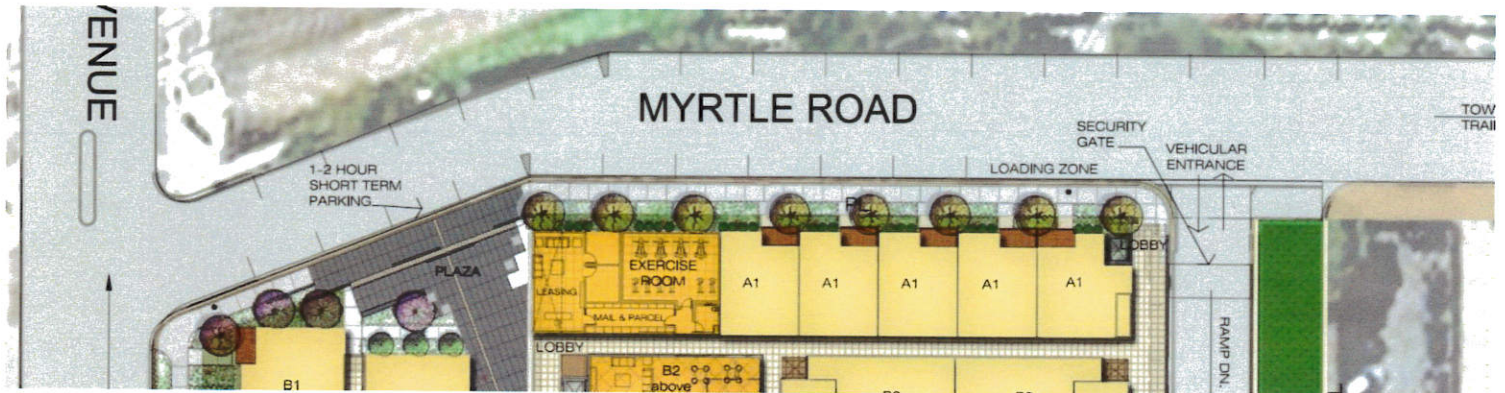 VENUE
MYRTLE ROAD
TOW
TRAI
SECURITY
GATE
VEHICULAR
ENTRANCE
LOADING ZONE
1-2 HOUR
SHORT TERM
PARKING
PL
LOBBY
PLAZA
EXERCISE
ROOM
LEASING
A1
A1
A1
A1
A1
MAIL & PARCEL
LOBBY
RAMP DN.
B1
B2
above